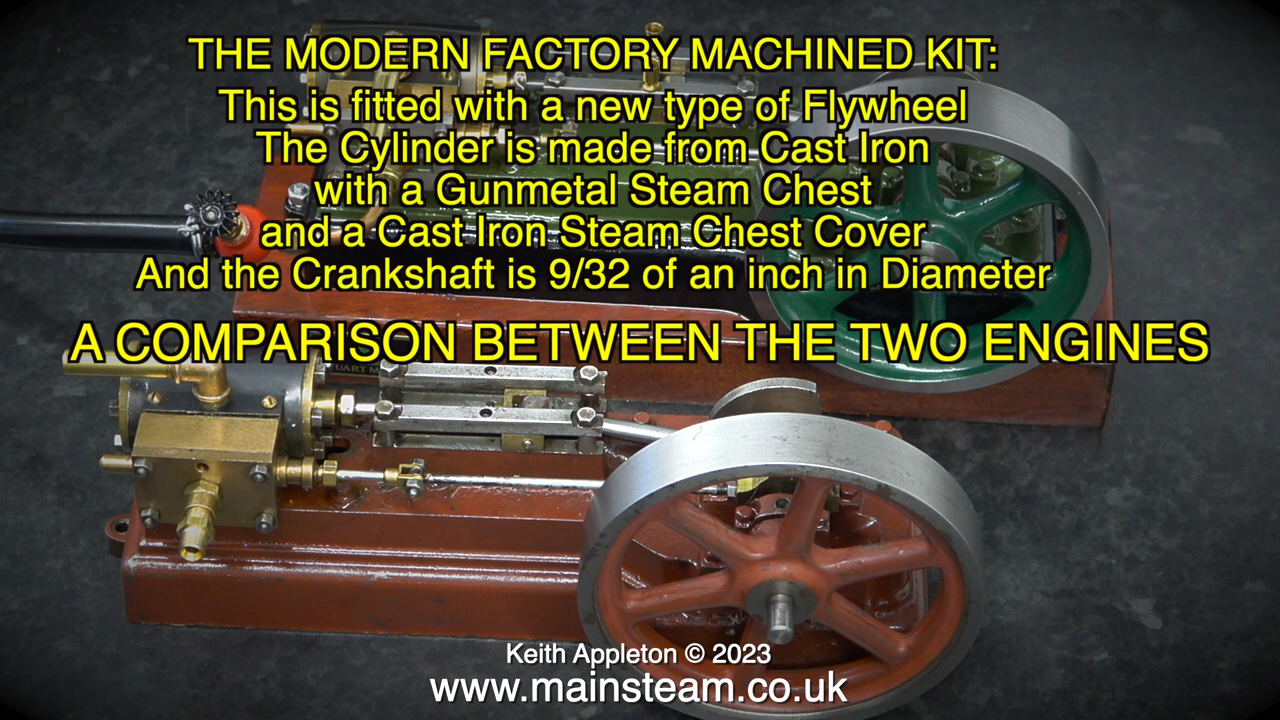 THE MODERN FACTORY MACHINED KIT:
This is fitted with a new type of Flywheel
The Cylinder is made from Cast Iron
with a Gunmetal Steam Chest
and a Cast Iron Steam Chest Cover
And the Crankshaft is 9/32 of an inch in Diameter
A COMPARISON BETWEEN THE TWO ENGINES
Keith Appleton © 2023
www.mainsteam.co.uk